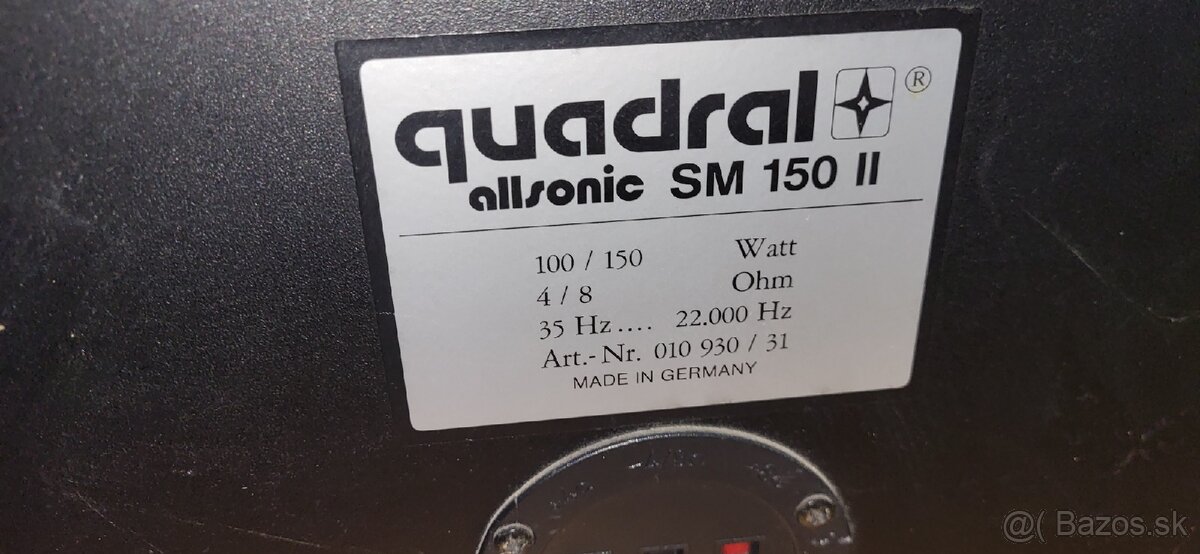 quadral ®
allsonic SM 150 II
100 / 150 Watt
4 / 8 Ohm
35 Hz .... 22.000 Hz
Art.-Nr. 010 930 / 31
MADE IN GERMANY
@( Bazos.sk